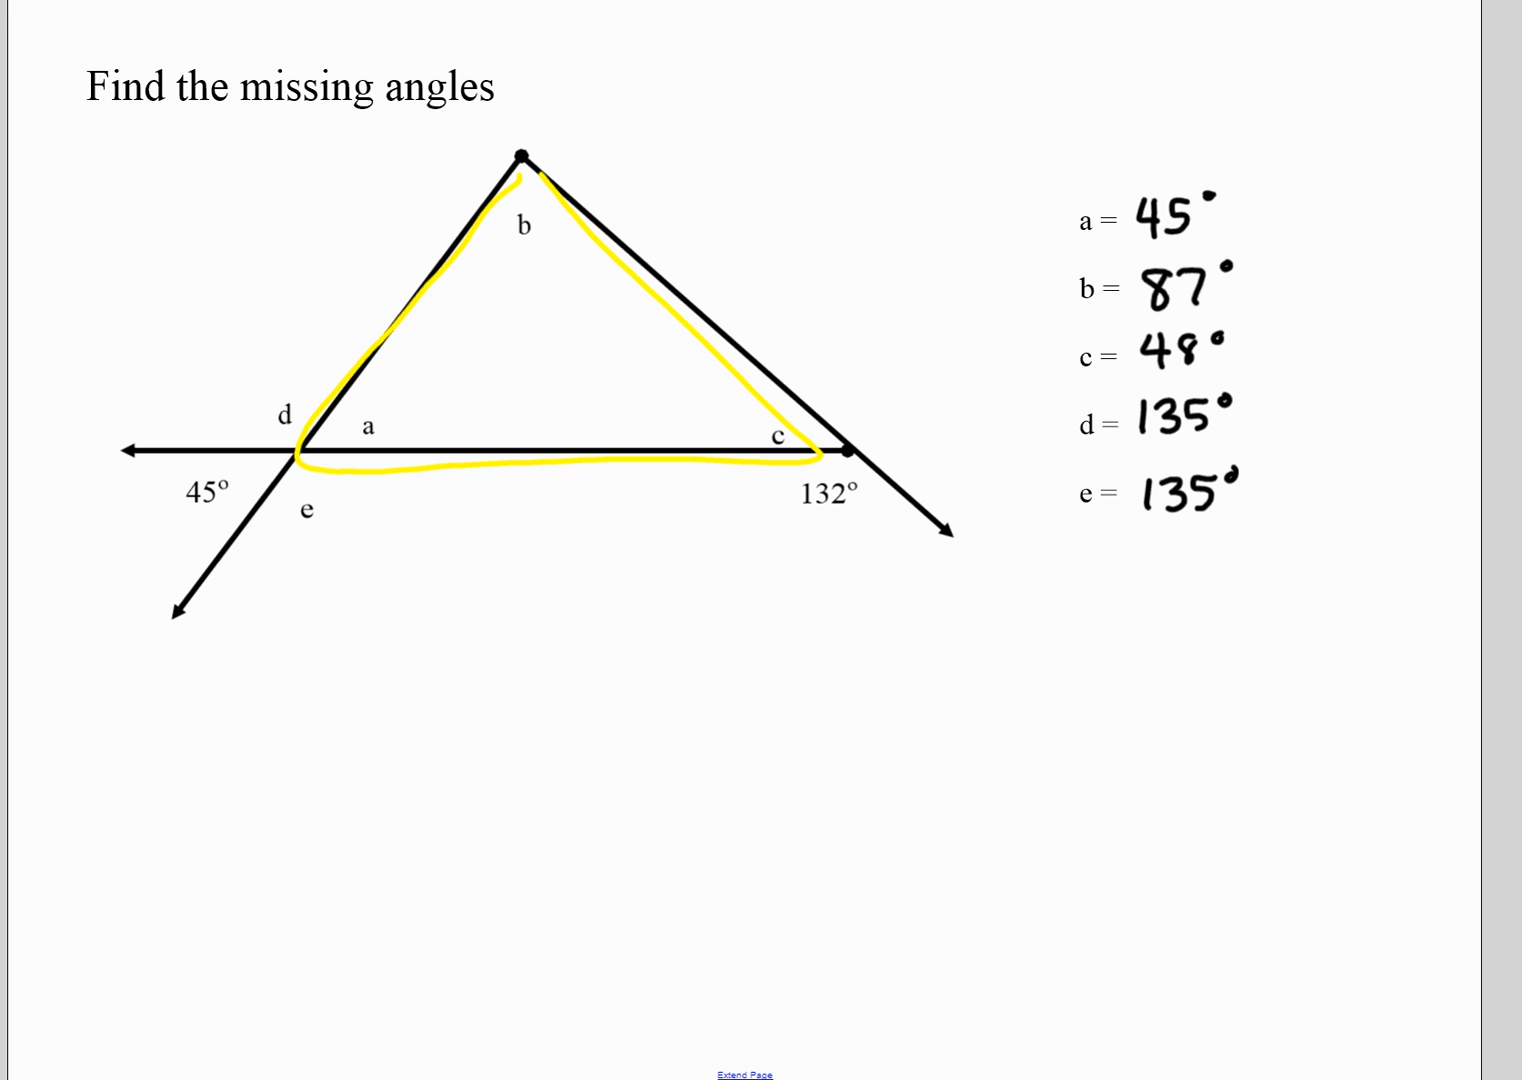 Find the missing angles
b
a = 45°
b = 87°
c = 48°
d = 135°
e = 135°
d
a
c
45°
e
132°
Extend Page